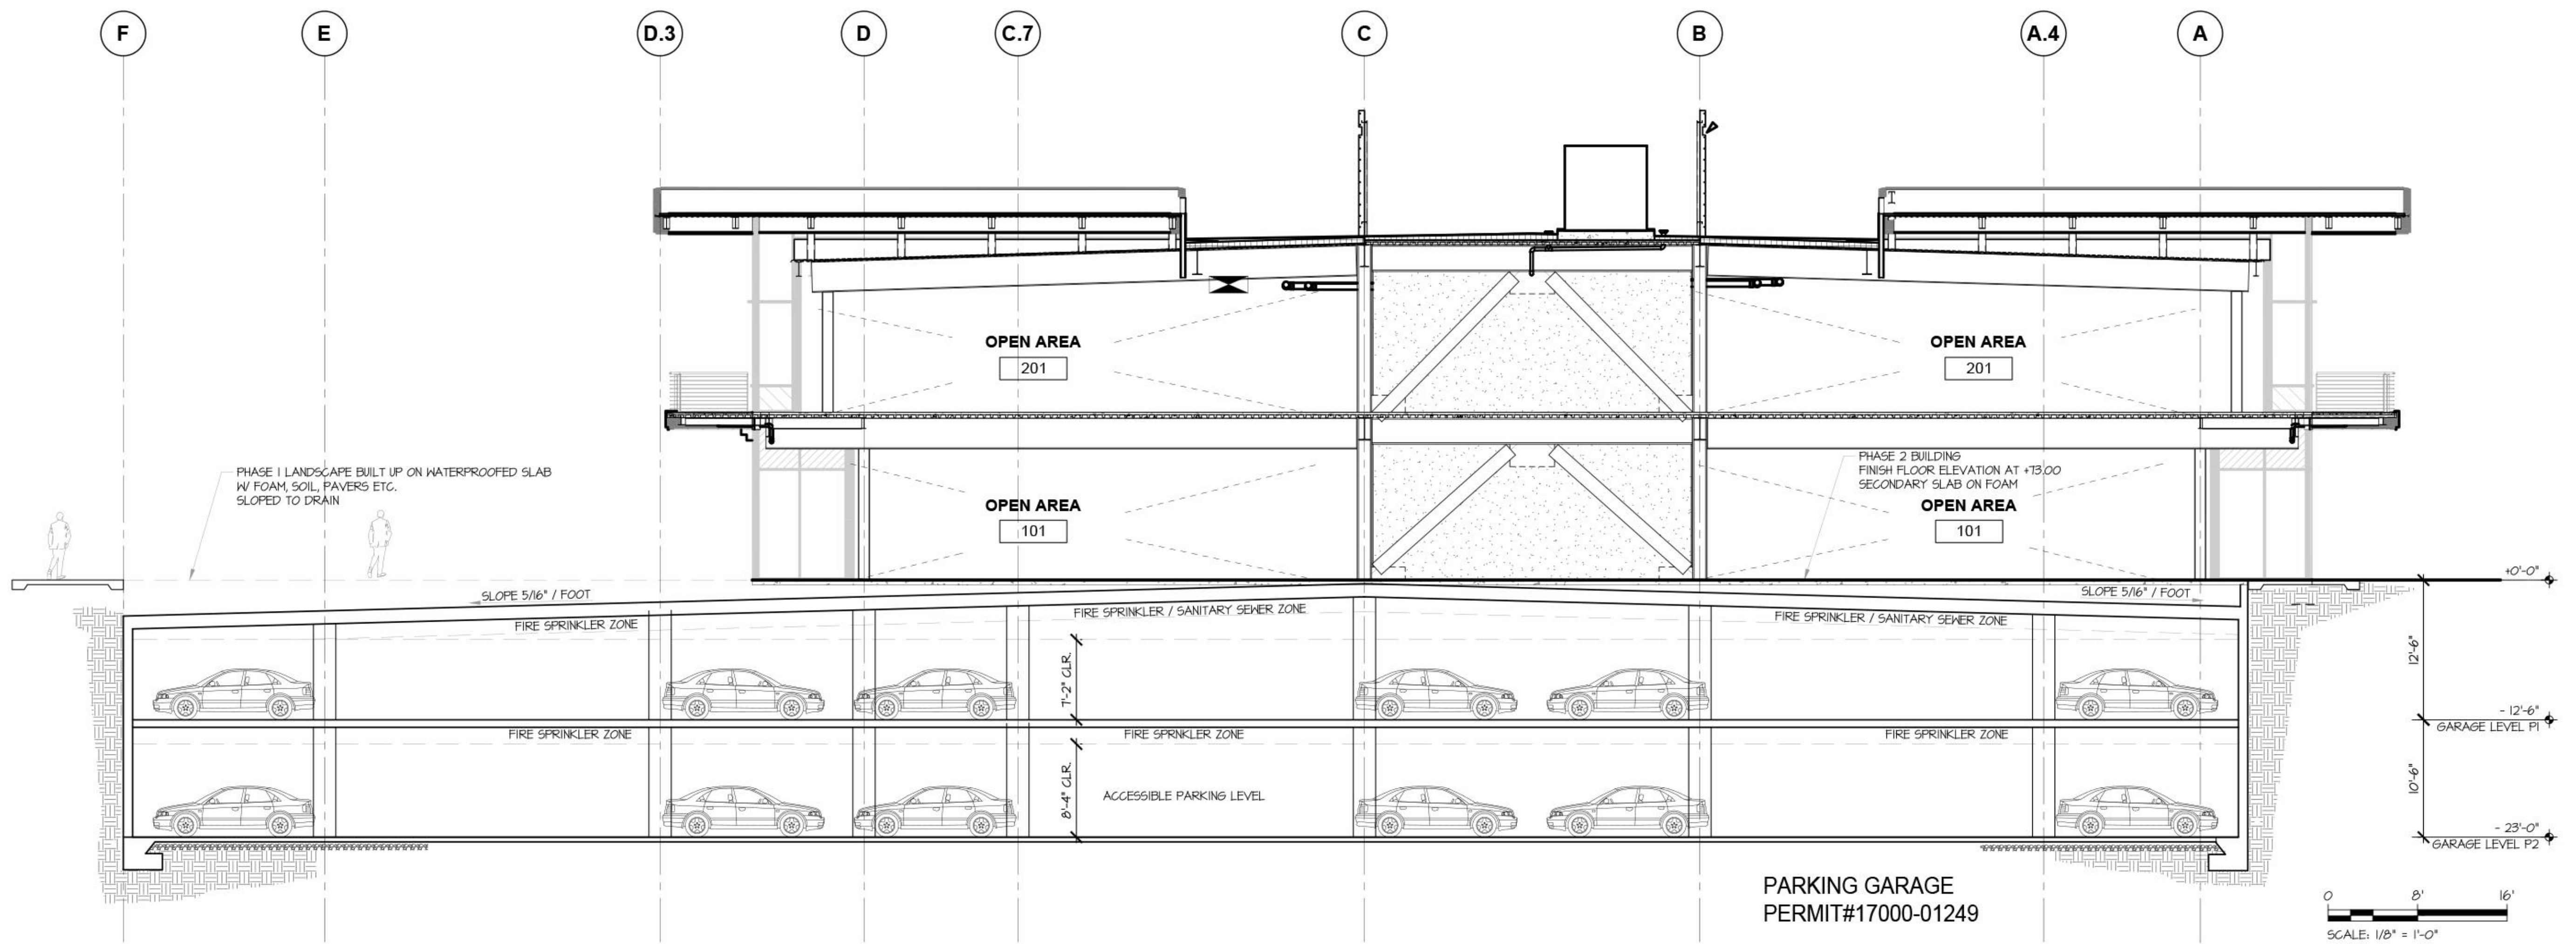 F
E
D.3
D
C.7
C
B
A.4
A
OPEN AREA
201
OPEN AREA
201
PHASE 1 LANDSCAPE BUILT UP ON WATERPROOFED SLAB
W/ FOAM, SOIL, PAVERS ETC.
SLOPED TO DRAIN
PHASE 2 BUILDING
FINISH FLOOR ELEVATION AT +73.00
SECONDARY SLAB ON FOAM
OPEN AREA
101
OPEN AREA
101
+0'-0"
SLOPE 5/16" / FOOT
SLOPE 5/16" / FOOT
FIRE SPRINKLER ZONE
FIRE SPRINKLER / SANITARY SEWER ZONE
FIRE SPRINKLER / SANITARY SEWER ZONE
7'-2" CLR.
12'-6"
- 12'-6"
GARAGE LEVEL P1
FIRE SPRINKLER ZONE
FIRE SPRNKLER ZONE
FIRE SPRINKLER ZONE
8'-4" CLR.
ACCESSIBLE PARKING LEVEL
10'-6"
- 23'-0"
GARAGE LEVEL P2
PARKING GARAGE
PERMIT#17000-01249
0 8' 16'
SCALE: 1/8" = 1'-0"